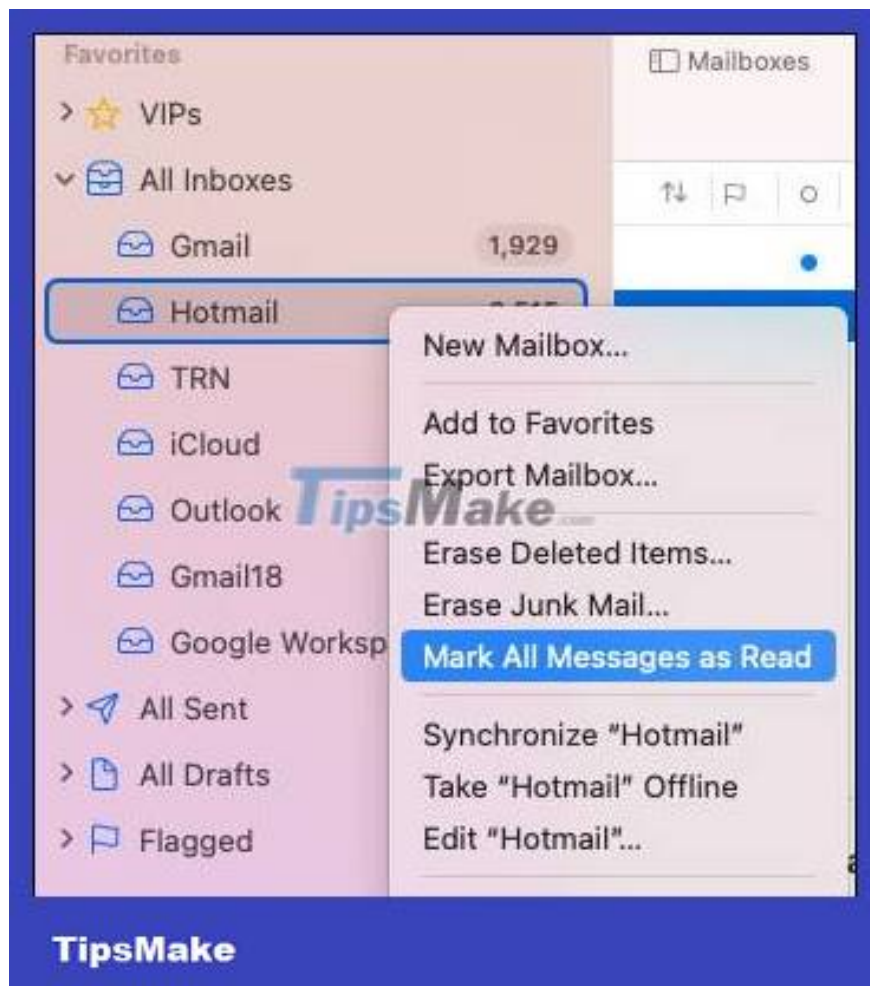 Favorites
Mailboxes
VIPs
All Inboxes
Gmail 1,929
Hotmail
TRN
iCloud
Outlook
Gmail18
Google Worksp
All Sent
All Drafts
Flagged
New Mailbox...
Add to Favorites
Export Mailbox...
Erase Deleted Items...
Erase Junk Mail...
Mark All Messages as Read
Synchronize “Hotmail”
Take “Hotmail” Offline
Edit “Hotmail”...
TipsMake.com
TipsMake